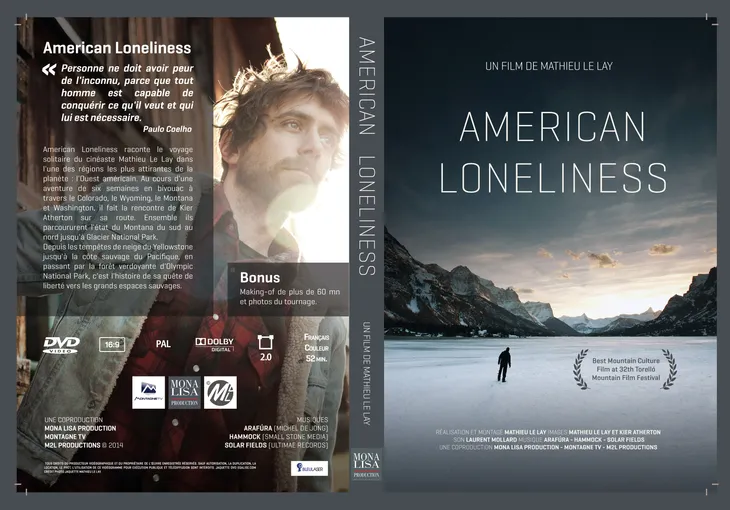 American Loneliness
«
Personne ne doit avoir peur
de l'inconnu, parce que tout
homme est capable de
conquérir ce qu'il veut et qui
lui est nécessaire.
Paulo Coelho
American Loneliness raconte le voyage
solitaire du cinéaste Mathieu Le Lay dans
l'une des régions les plus attirantes de la
planète : l'Ouest américain. Au cours d'une
aventure de six semaines en bivouac à
travers le Colorado, le Wyoming, le Montana
et Washington, il fait la rencontre de Kier
Atherton sur sa route. Ensemble ils
parcoururent l'état du Montana du sud au
nord jusqu'à Glacier National Park.
Depuis les tempêtes de neige du Yellowstone
jusqu'à la côte sauvage du Pacifique, en
passant par la forêt verdoyante d'Olympic
National Park, c'est l'histoire de sa quête de
liberté vers les grands espaces sauvages.
Bonus
Making-of de plus de 60 mn
et photos du tournage.
DVD
VIDEO
16:9
PAL
DOLBY
DIGITAL
2.0
Français
Couleur
52 min.
MONTAGNE TV
MONA
LISA
PRODUCTION
UNE COPRODUCTION
MONA LISA PRODUCTION
MONTAGNE TV
M2L PRODUCTIONS © 2014
MUSIQUES
ARAFÚRA (MICHEL DE JONG)
HAMMOCK (SMALL STONE MEDIA)
SOLAR FIELDS (ULTIMAE RECORDS)
BLEULASER
AMERICAN LONELINESS
UN FILM DE MATHIEU LE LAY
MONA
LISA
PRODUCTION
UN FILM DE MATHIEU LE LAY
AMERICAN
LONELINESS
Best Mountain Culture
Film at 32th Torelló
Mountain Film Festival
RÉALISATION ET MONTAGE MATHIEU LE LAY IMAGES MATHIEU LE LAY ET KIER ATHERTON
SON LAURENT MOLLARD MUSIQUE ARAFÚRA - HAMMOCK - SOLAR FIELDS
UNE COPRODUCTION MONA LISA PRODUCTION - MONTAGNE TV - M2L PRODUCTIONS